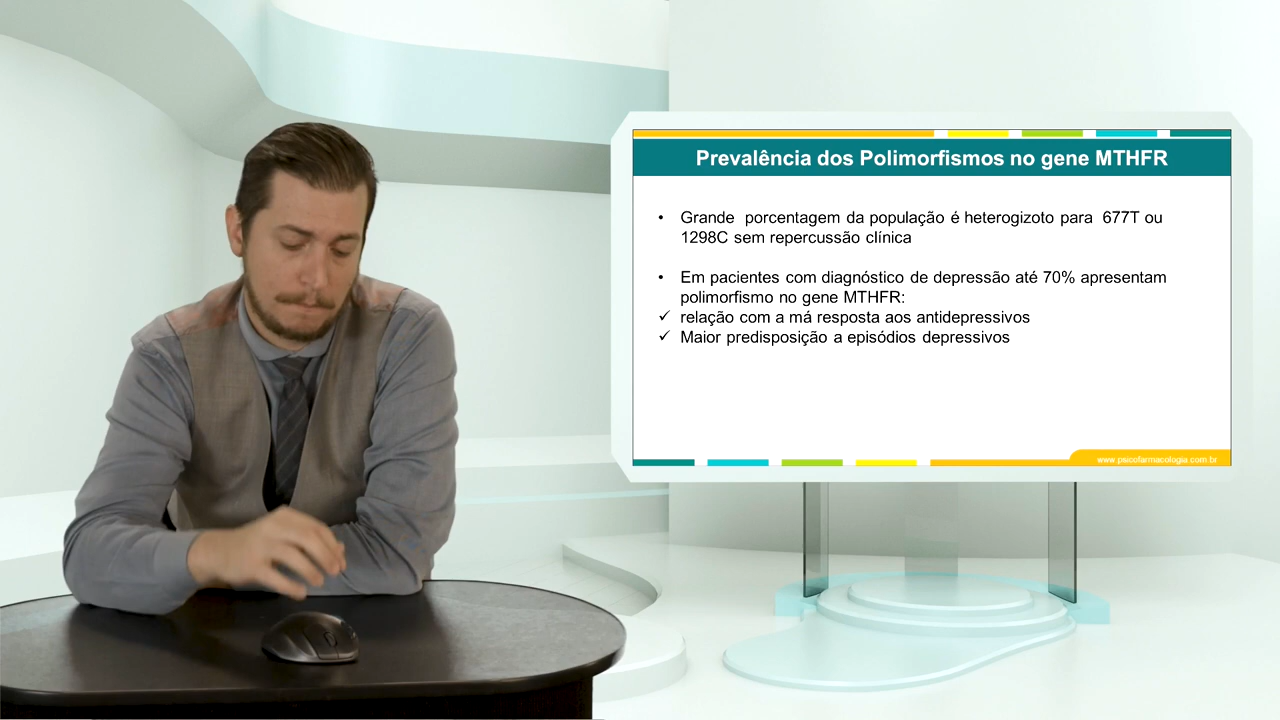 Prevalência dos Polimorfismos no gene MTHFR
• Grande porcentagem da população é heterogizoto para 677T ou
1298C sem repercussão clínica
• Em pacientes com diagnóstico de depressão até 70% apresentam
polimorfismo no gene MTHFR:
✓ relação com a má resposta aos antidepressivos
✓ Maior predisposição a episódios depressivos
www.psicofarmacologia.com.br